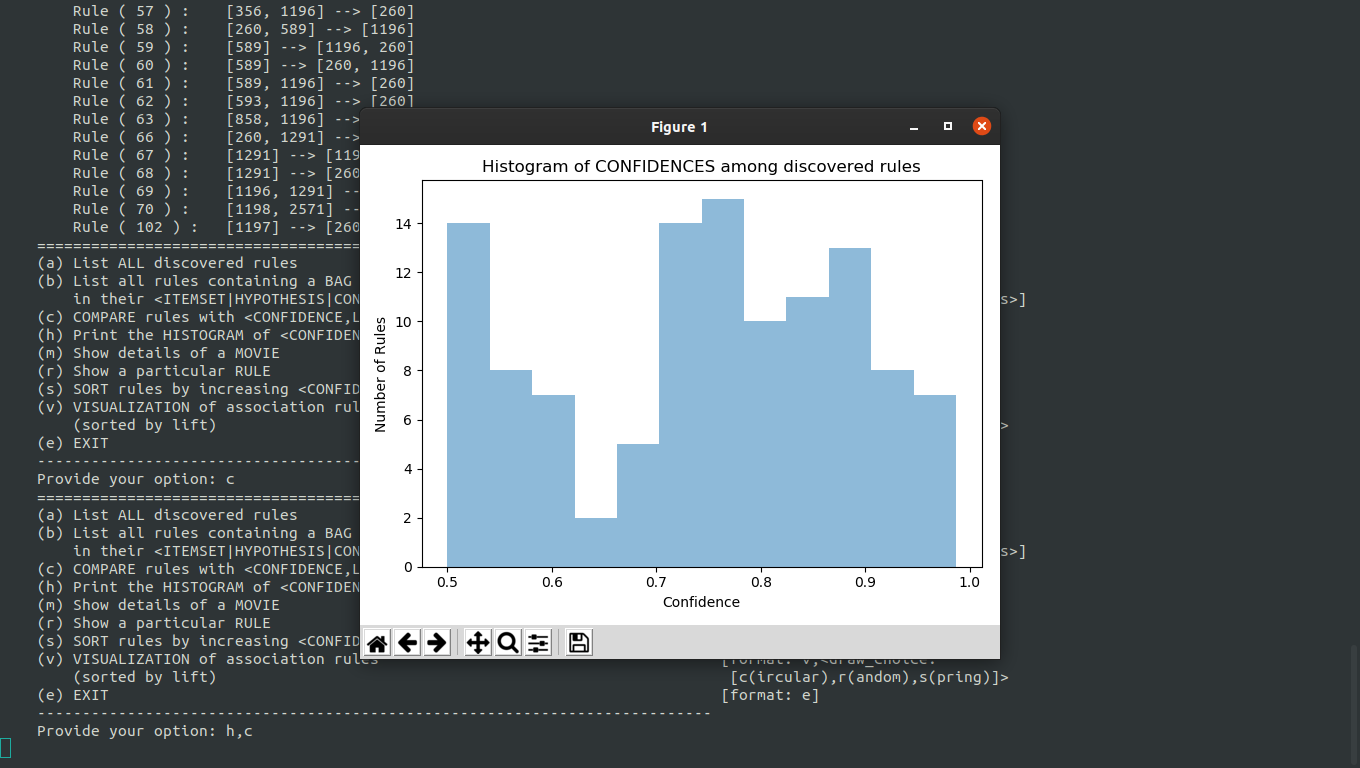 Rule ( 57 ) :    [356, 1196] --> [260]
Rule ( 58 ) :    [260, 589] --> [1196]
Rule ( 59 ) :    [589] --> [1196, 260]
Rule ( 60 ) :    [589] --> [260, 1196]
Rule ( 61 ) :    [589, 1196] --> [260]
Rule ( 62 ) :    [593, 1196] --> [260]
Rule ( 63 ) :    [858, 1196] -->
Rule ( 66 ) :    [260, 1291] -->
Rule ( 67 ) :    [1291] --> [119
Rule ( 68 ) :    [1291] --> [260
Rule ( 69 ) :    [1196, 1291] --
Rule ( 70 ) :    [1198, 2571] --
Rule ( 102 ) :   [1197] --> [260
====================================
(a) List ALL discovered rules
(b) List all rules containing a BAG
in their <ITEMSET|HYPOTHESIS|CON s>]
(c) COMPARE rules with <CONFIDENCE,L
(h) Print the HISTOGRAM of <CONFIDEN
(m) Show details of a MOVIE
(r) Show a particular RULE
(s) SORT rules by increasing <CONFID
(v) VISUALIZATION of association rul
(sorted by lift) >
(e) EXIT
------------------------------------
Provide your option: c
====================================
(a) List ALL discovered rules
(b) List all rules containing a BAG
in their <ITEMSET|HYPOTHESIS|CON s>]
(c) COMPARE rules with <CONFIDENCE,L
(h) Print the HISTOGRAM of <CONFIDEN
(m) Show details of a MOVIE
(r) Show a particular RULE
(s) SORT rules by increasing <CONFID
(v) VISUALIZATION of association rules [format: v,<draw_choice:
(sorted by lift) [c(ircular),r(andom),s(pring)]>
(e) EXIT [format: e]
---------------------------------------------------------------------------
Provide your option: h,c
Figure 1
Histogram of CONFIDENCES among discovered rules
Number of Rules
14
12
10
8
6
4
2
0
0.5 0.6 0.7 0.8 0.9 1.0
Confidence